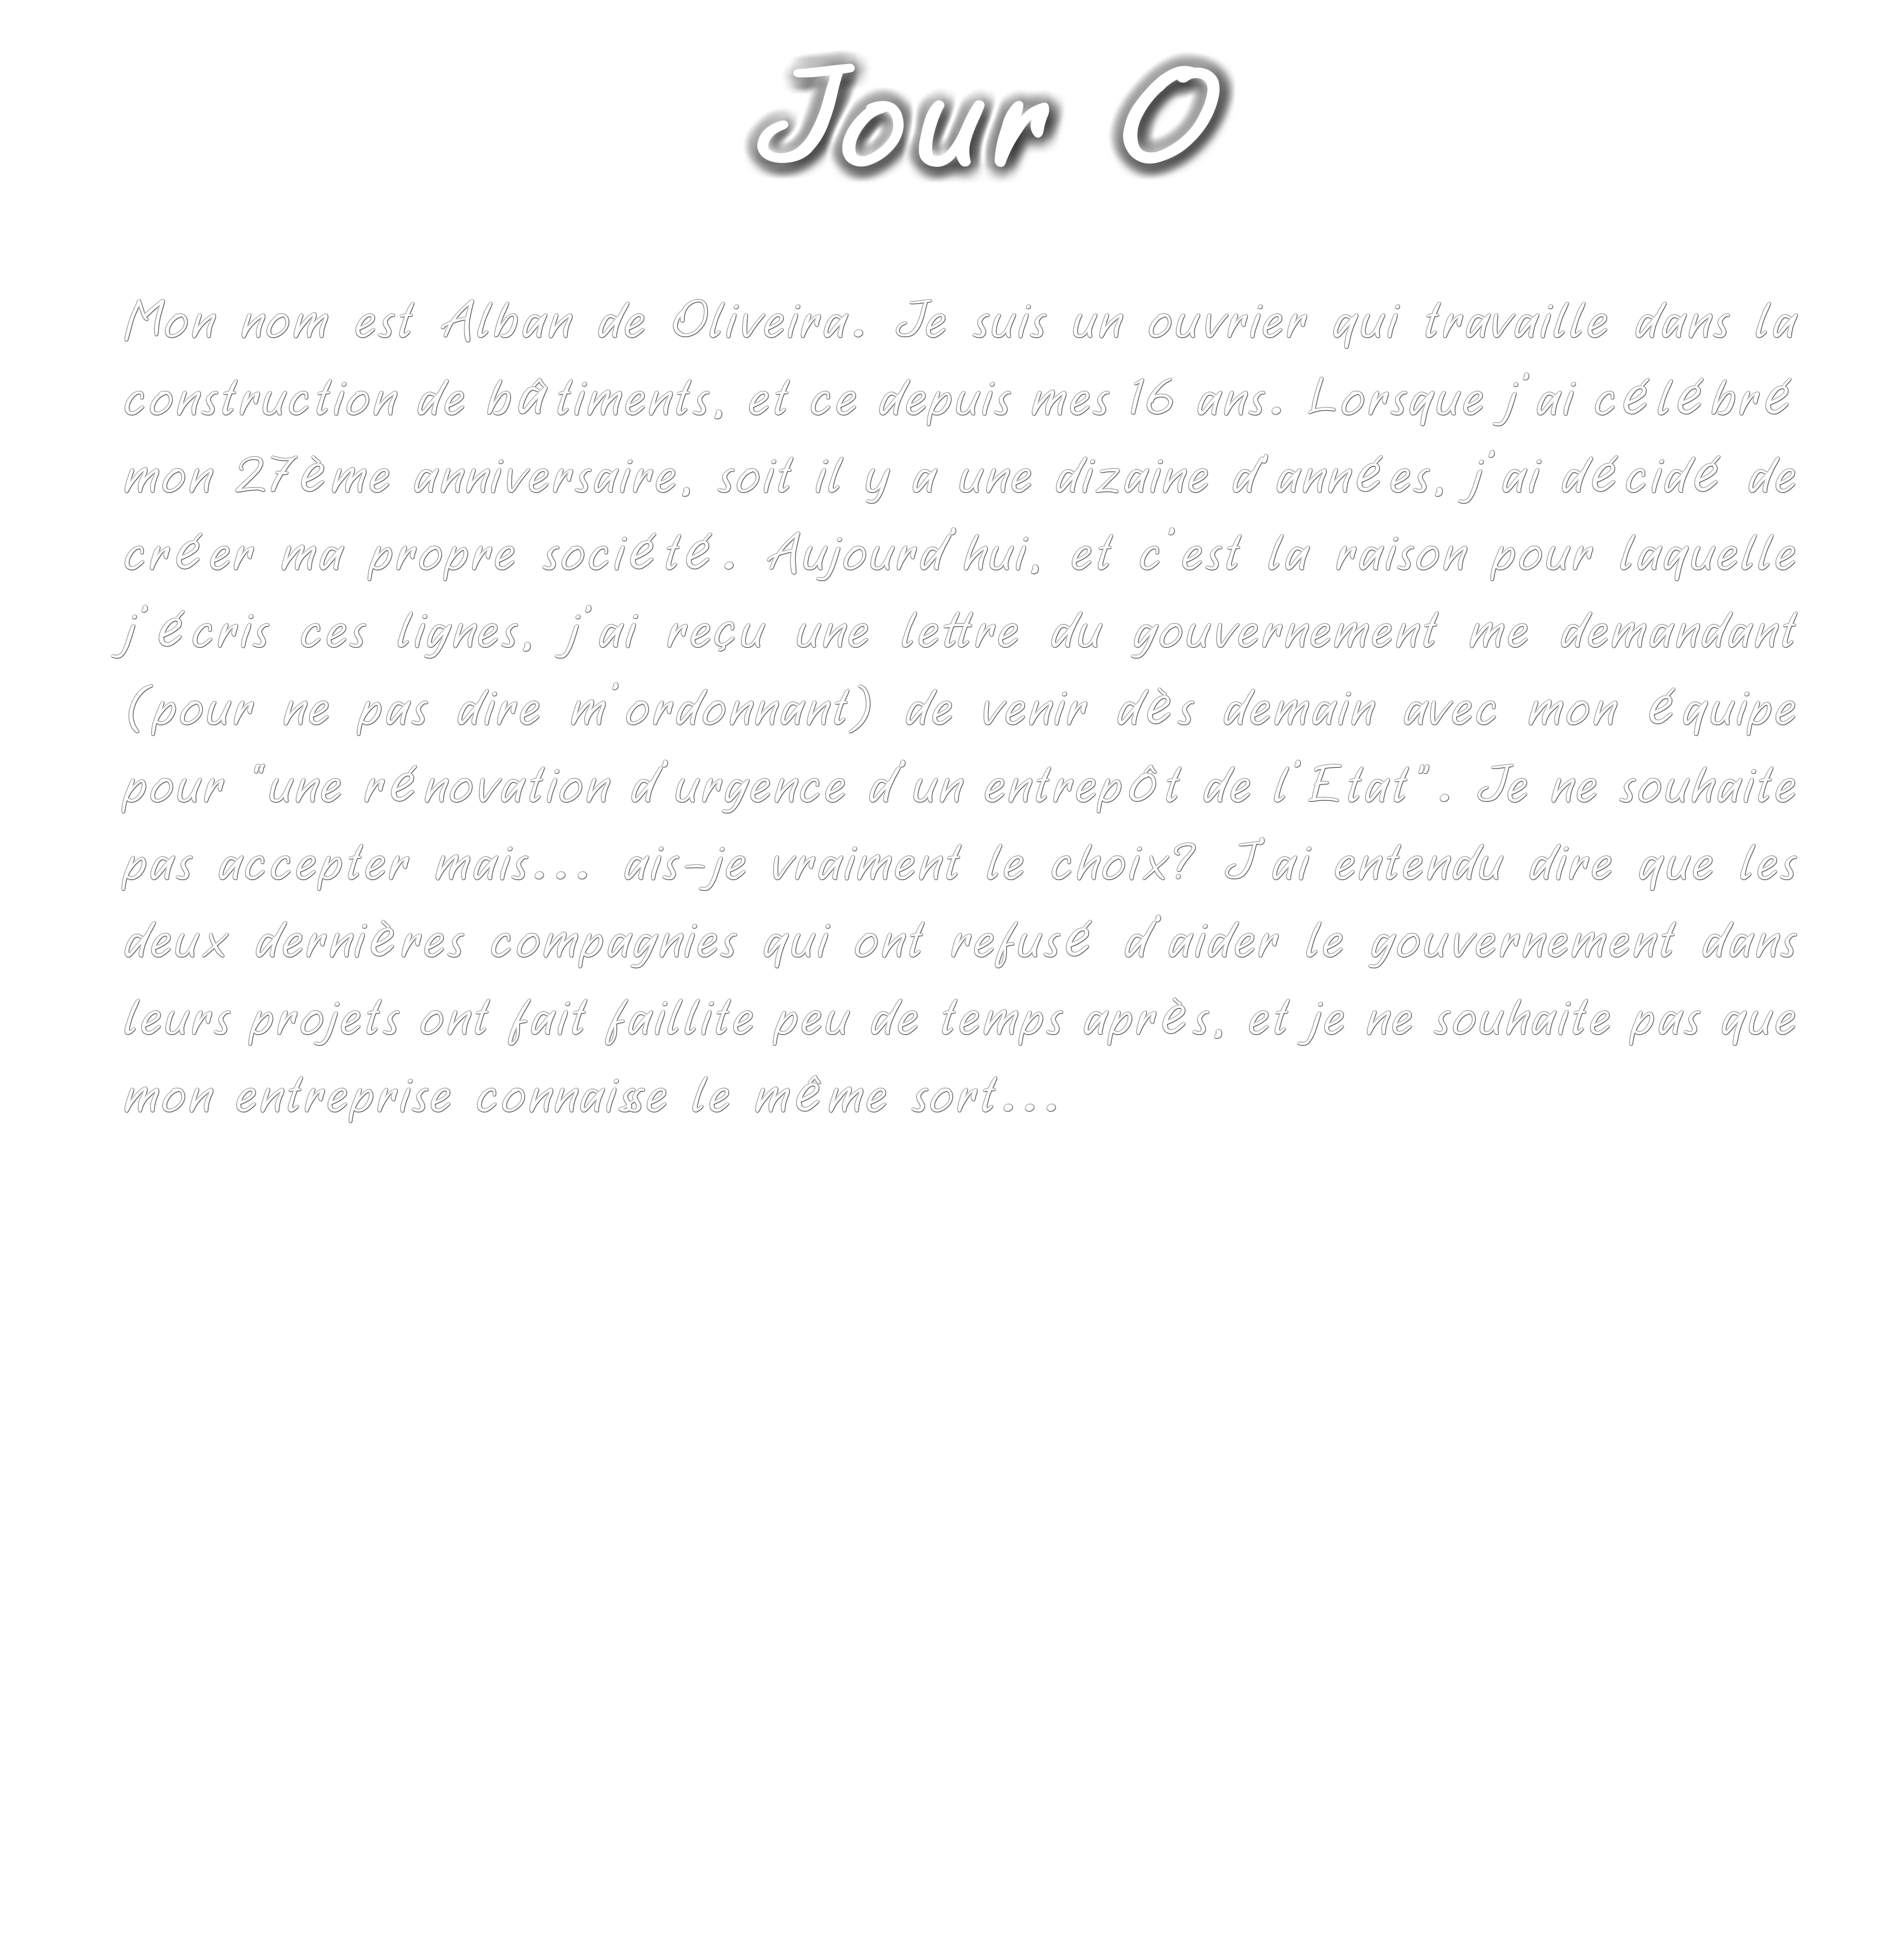 Jour 0
Mon nom est Alban de Oliveira. Je suis un ouvrier qui travaille dans la
construction de bâtiments, et ce depuis mes 16 ans. Lorsque j'ai célébré
mon 27ème anniversaire, soit il y a une dizaine d'années, j'ai décidé de
créer ma propre société. Aujourd'hui, et c'est la raison pour laquelle
j'écris ces lignes, j'ai reçu une lettre du gouvernement me demandant
(pour ne pas dire m'ordonnant) de venir dès demain avec mon équipe
pour "une rénovation d'urgence d'un entrepôt de l'Etat". Je ne souhaite
pas accepter mais... ais-je vraiment le choix? J'ai entendu dire que les
deux dernières compagnies qui ont refusé d'aider le gouvernement dans
leurs projets ont fait faillite peu de temps après, et je ne souhaite pas que
mon entreprise connaisse le même sort...